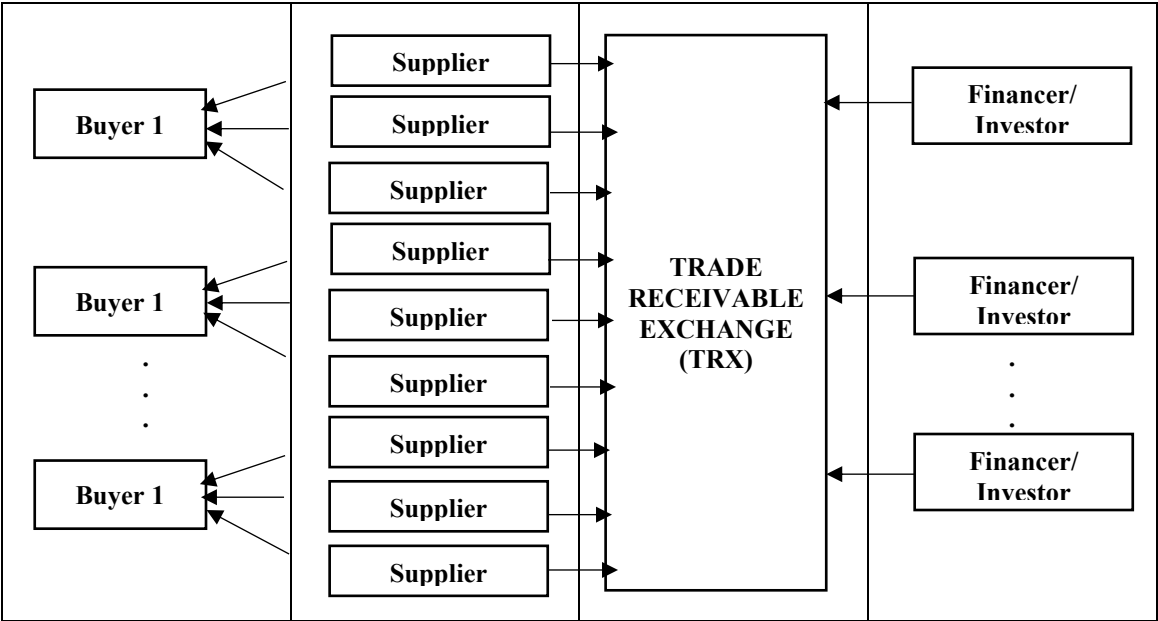 Buyer 1
Buyer 1
.
.
.
Buyer 1
Supplier
Supplier
Supplier
Supplier
Supplier
Supplier
Supplier
Supplier
Supplier
TRADE
RECEIVABLE
EXCHANGE
(TRX)
Financer/
Investor
Financer/
Investor
.
.
.
Financer/
Investor